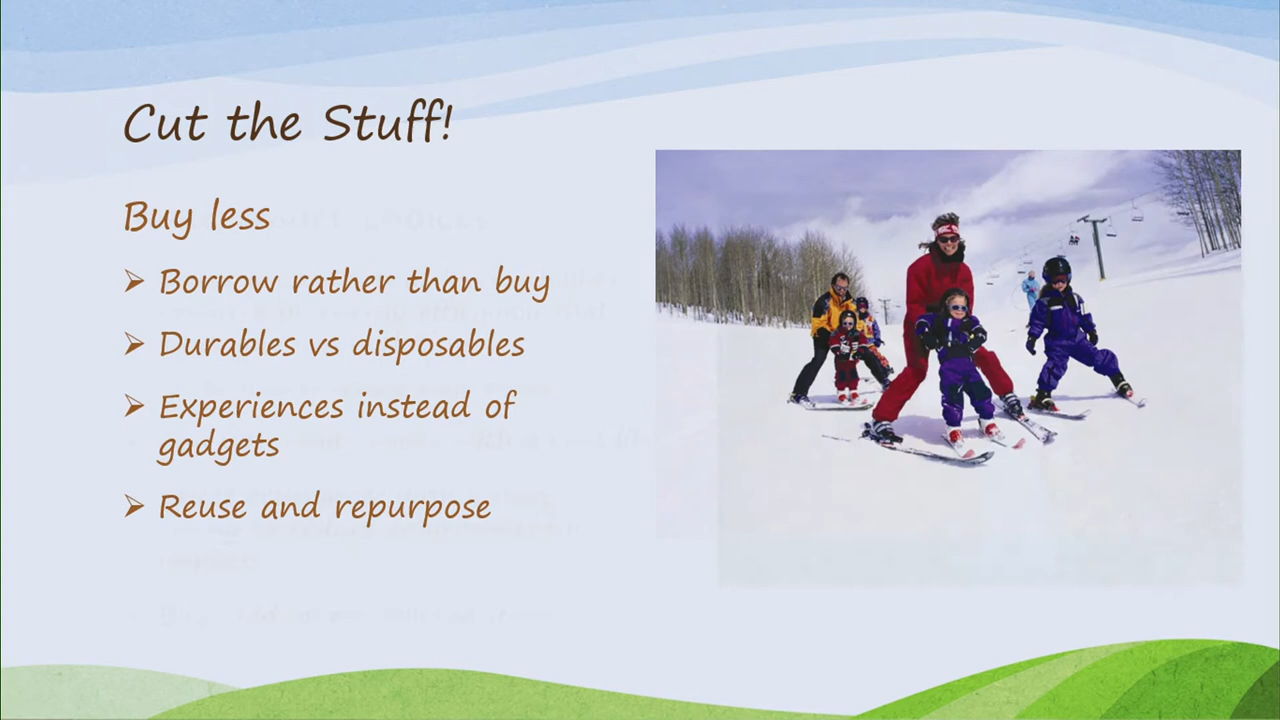 Cut the Stuff!
Buy less
➢ Borrow rather than buy
➢ Durables vs disposables
➢ Experiences instead of
gadgets
➢ Reuse and repurpose